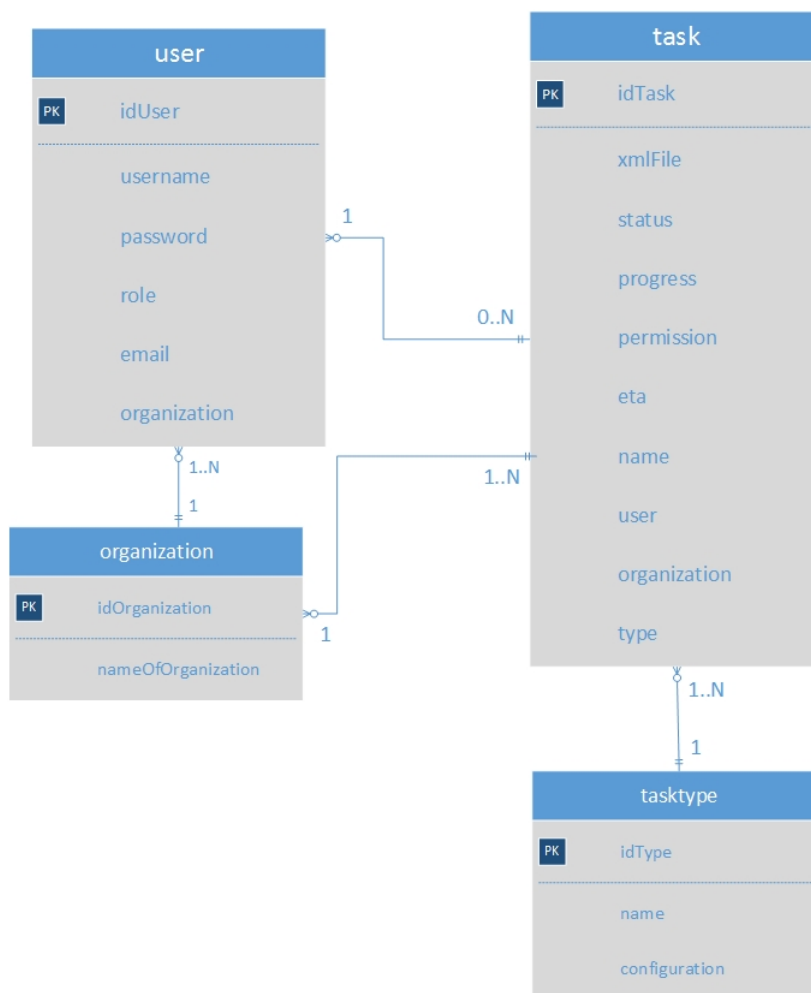 user
PK idUser
username
password
role
email
organization
task
PK idTask
xmlFile
status
progress
permission
eta
name
user
organization
type
1
0..N
1..N
1
1..N
1
organization
PK idOrganization
nameOfOrganization
1..N
1
tasktype
PK idType
name
configuration